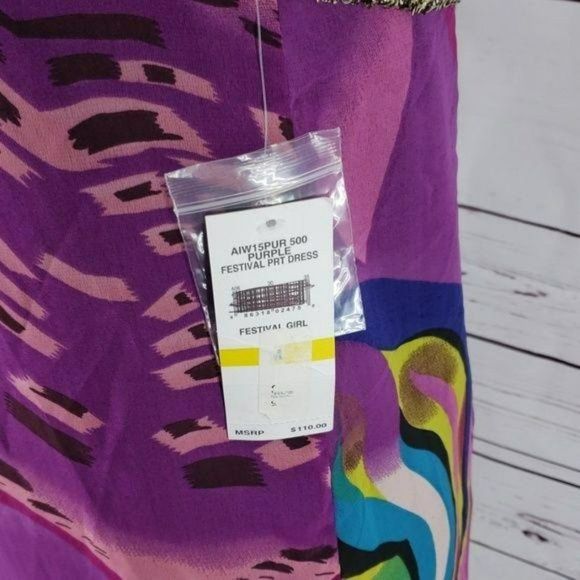 AIW15PUR 500
PURPLE
FESTIVAL PRT DRESS
FESTIVAL GIRL
MSRP $110.00